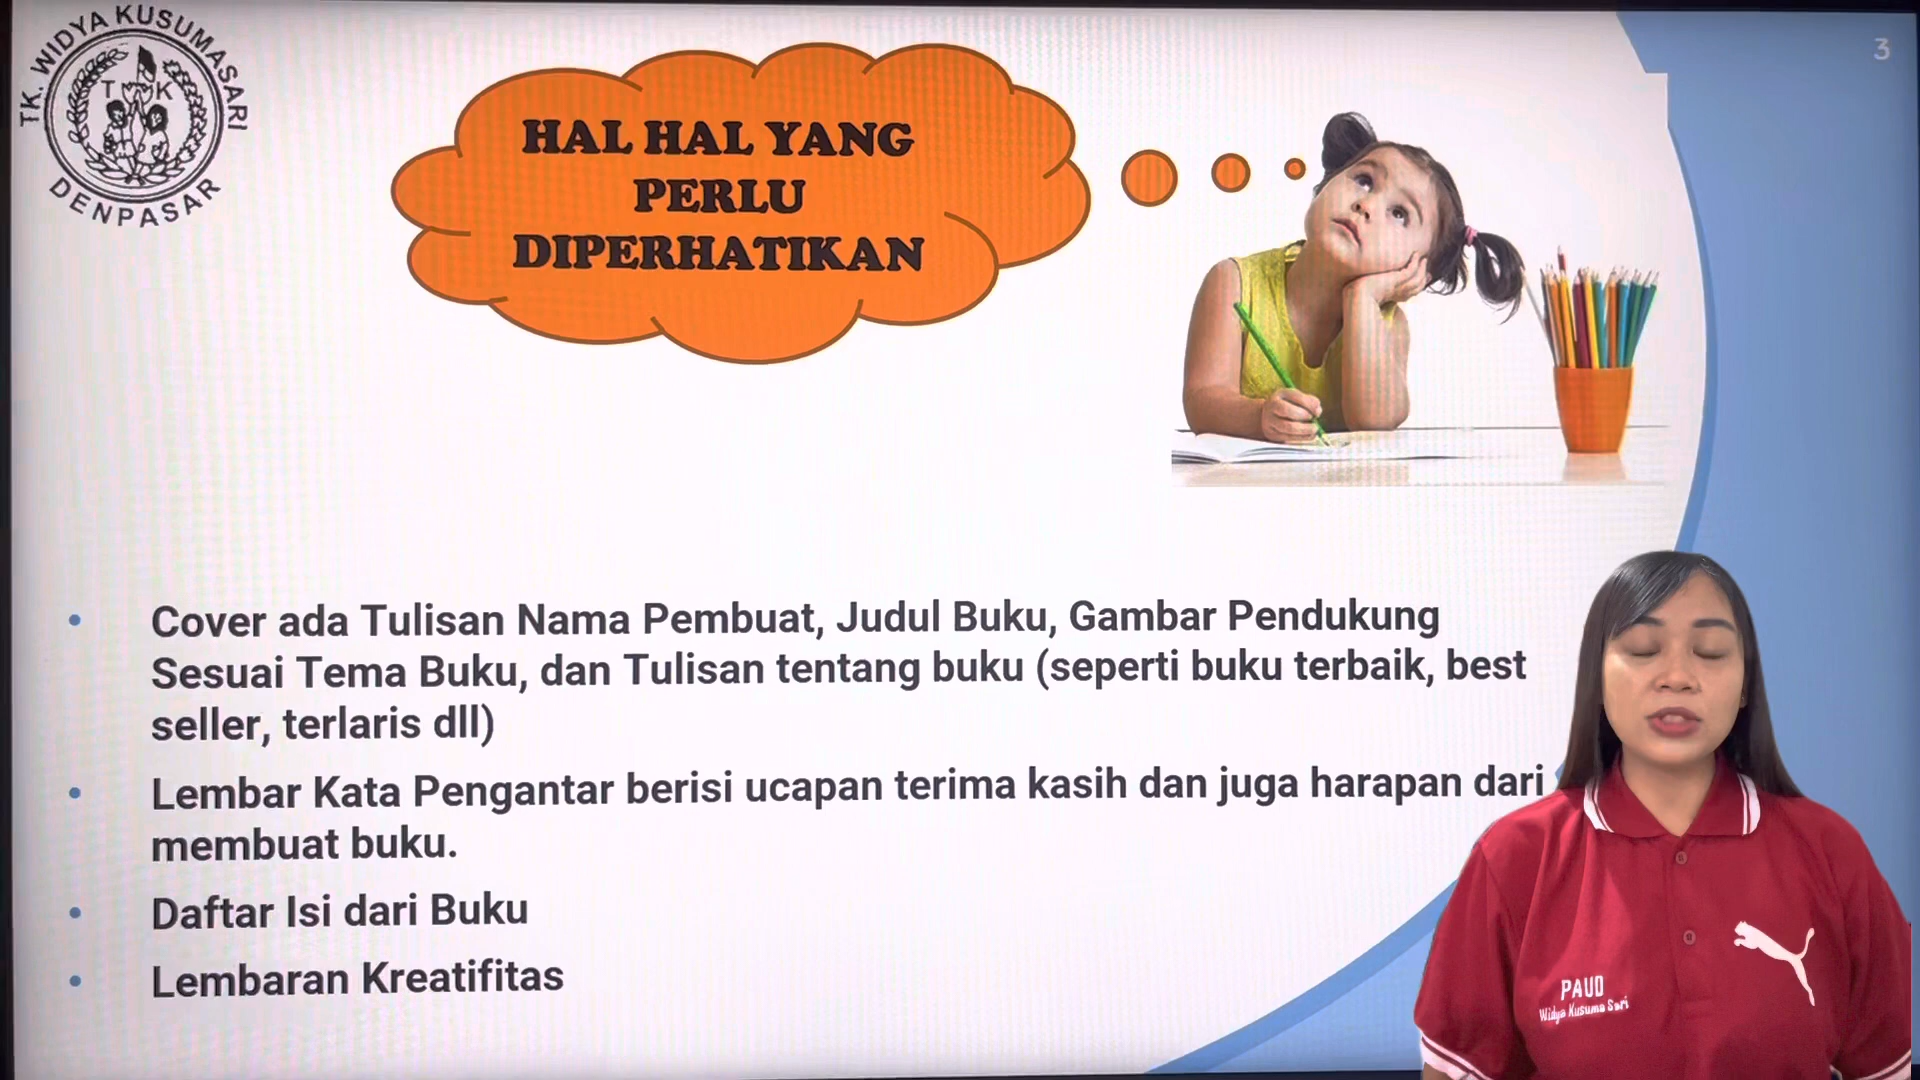 TK. WIDYA KUSUMASARI
T K
DENPASAR
3
HAL HAL YANG
PERLU
DIPERHATIKAN
• Cover ada Tulisan Nama Pembuat, Judul Buku, Gambar Pendukung
Sesuai Tema Buku, dan Tulisan tentang buku (seperti buku terbaik, best
seller, terlaris dll)
• Lembar Kata Pengantar berisi ucapan terima kasih dan juga harapan dari
membuat buku.
• Daftar Isi dari Buku
• Lembaran Kreatifitas
PAUD
Widya Kusuma Sari